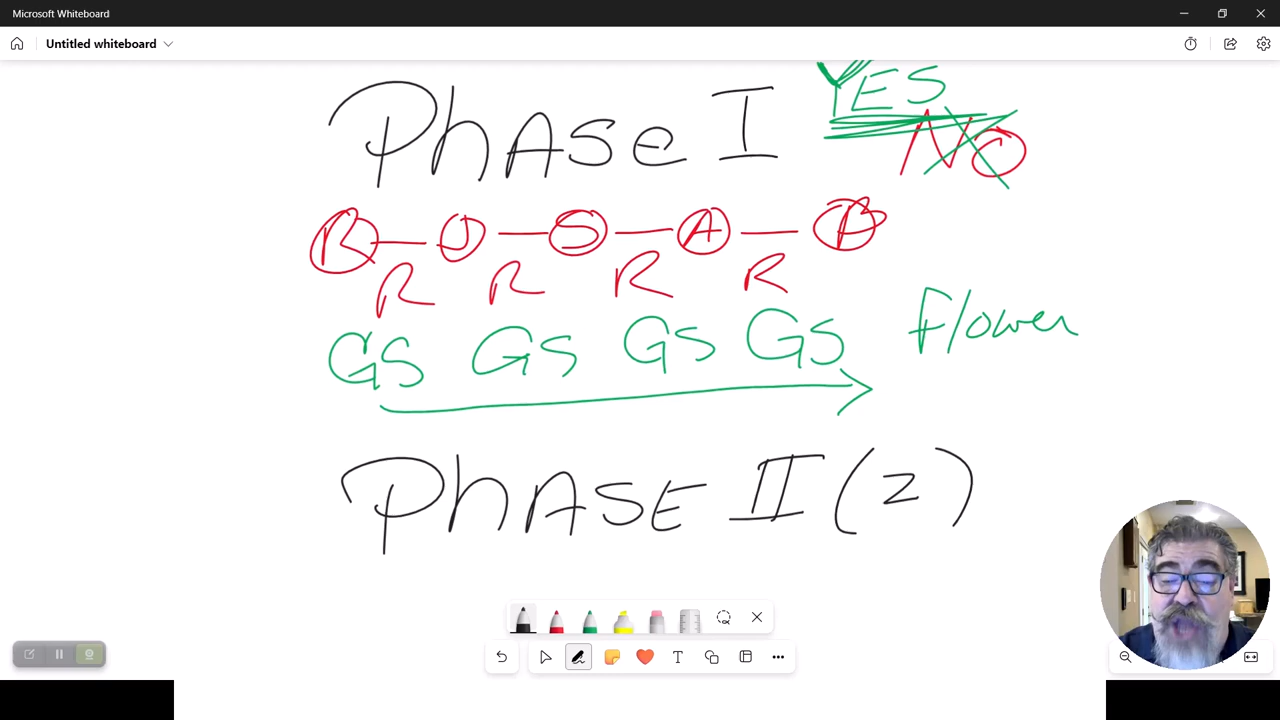 Microsoft Whiteboard
Untitled whiteboard
PhASe I
YES
NO
R — U — S — A — B
R R R R
GS GS GS GS
Flower
PhASE II (2)
T